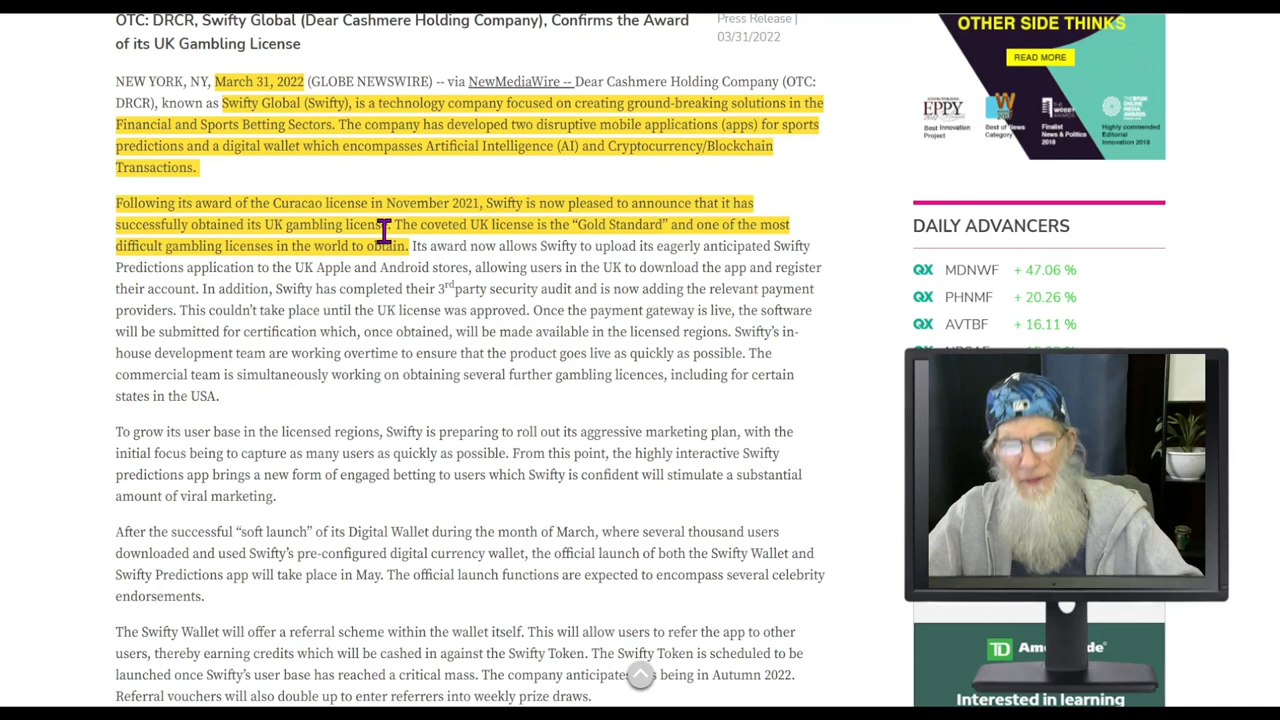 OTC: DRCR, Swifty Global (Dear Cashmere Holding Company), Confirms the Award
of its UK Gambling License
Press Release |
03/31/2022
NEW YORK, NY, March 31, 2022 (GLOBE NEWSWIRE) -- via NewMediaWire -- Dear Cashmere Holding Company (OTC:
DRCR), known as Swifty Global (Swifty), is a technology company focused on creating ground-breaking solutions in the
Financial and Sports Betting Sectors. The company has developed two disruptive mobile applications (apps) for sports
predictions and a digital wallet which encompasses Artificial Intelligence (AI) and Cryptocurrency/Blockchain
Transactions.
Following its award of the Curacao license in November 2021, Swifty is now pleased to announce that it has
successfully obtained its UK gambling license. The coveted UK license is the “Gold Standard” and one of the most
difficult gambling licenses in the world to obtain. Its award now allows Swifty to upload its eagerly anticipated Swifty
Predictions application to the UK Apple and Android stores, allowing users in the UK to download the app and register
their account. In addition, Swifty has completed their 3rd party security audit and is now adding the relevant payment
providers. This couldn’t take place until the UK license was approved. Once the payment gateway is live, the software
will be submitted for certification which, once obtained, will be made available in the licensed regions. Swifty’s in-
house development team are working overtime to ensure that the product goes live as quickly as possible. The
commercial team is simultaneously working on obtaining several further gambling licences, including for certain
states in the USA.
To grow its user base in the licensed regions, Swifty is preparing to roll out its aggressive marketing plan, with the
initial focus being to capture as many users as quickly as possible. From this point, the highly interactive Swifty
predictions app brings a new form of engaged betting to users which Swifty is confident will stimulate a substantial
amount of viral marketing.
After the successful “soft launch” of its Digital Wallet during the month of March, where several thousand users
downloaded and used Swifty’s pre-configured digital currency wallet, the official launch of both the Swifty Wallet and
Swifty Predictions app will take place in May. The official launch functions are expected to encompass several celebrity
endorsements.
The Swifty Wallet will offer a referral scheme within the wallet itself. This will allow users to refer the app to other
users, thereby earning credits which will be cashed in against the Swifty Token. The Swifty Token is scheduled to be
launched once Swifty’s user base has reached a critical mass. The company anticipates being in Autumn 2022.
Referral vouchers will also double up to enter referrers into weekly prize draws.
OTHER SIDE THINKS
READ MORE
EPPY
Best Innovation
Project
Best of News
Category
Finalist
News & Politics
2018
Highly commended
Editorial
Innovation 2018
DAILY ADVANCERS
QX MDNWF + 47.06 %
QX PHNMF + 20.26 %
QX AVTBF + 16.11 %
TD
Interested in learning